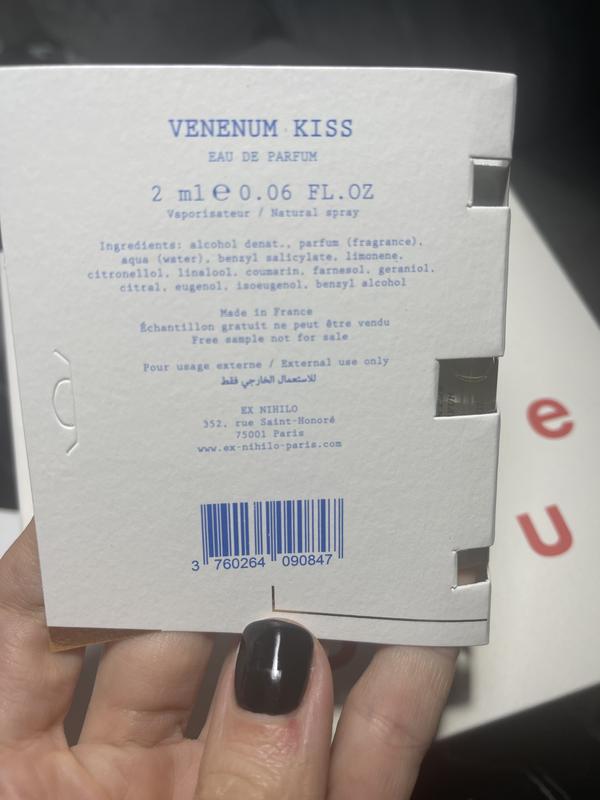 VENENUM KISS
EAU DE PARFUM
2 ml ℮ 0.06 FL.OZ
Vaporisateur / Natural spray
Ingredients: alcohol denat., parfum (fragrance),
aqua (water), benzyl salicylate, limonene,
citronellol, linalool, coumarin, farnesol, geraniol,
citral, eugenol, isoeugenol, benzyl alcohol
Made in France
Échantillon gratuit ne peut être vendu
Free sample not for sale
Pour usage externe / External use only
للاستعمال الخارجي فقط
EX NIHILO
352, rue Saint-Honoré
75001 Paris
www.ex-nihilo-paris.com
3 760264 090847
e
U